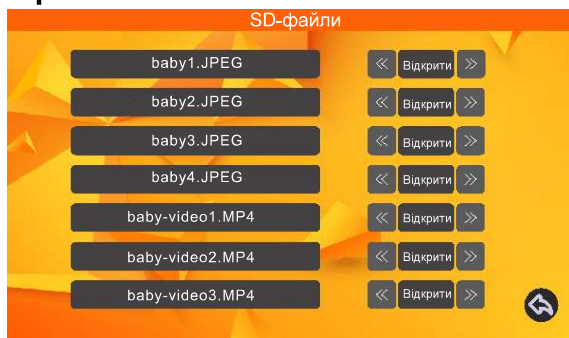 SD-файли
baby1.JPEG Відкрити
baby2.JPEG Відкрити
baby3.JPEG Відкрити
baby4.JPEG Відкрити
baby-video1.MP4 Відкрити
baby-video2.MP4 Відкрити
baby-video3.MP4 Відкрити